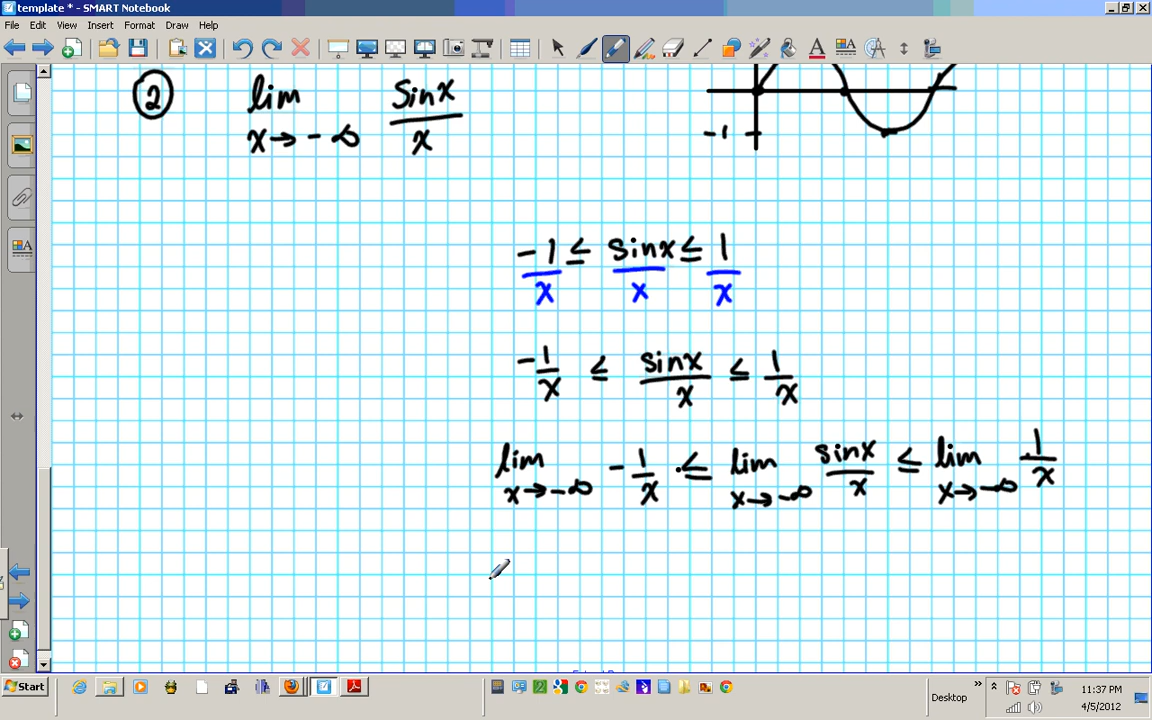 template * - SMART Notebook
File Edit View Insert Format Draw Help
② lim sinx/x
x→-∞
-1
-1/x ≤ sinx/x ≤ 1/x
-1/x ≤ sinx/x ≤ 1/x
lim -1/x ≤ lim sinx/x ≤ lim 1/x
x→-∞ x→-∞ x→-∞
Start
Desktop
»
11:37 PM
4/5/2012